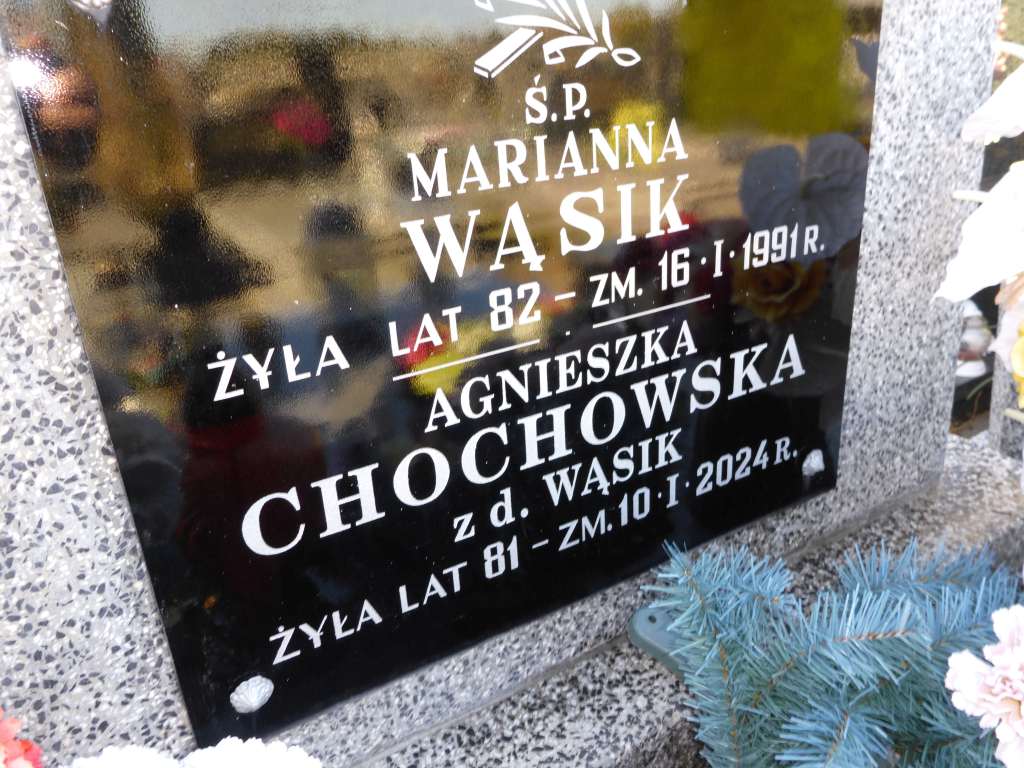 Ś.P.
MARIANNA
WĄSIK
ŻYŁA LAT 82 – ZM. 16·I·1991 R.
AGNIESZKA
CHOCHOWSKA
z d. WĄSIK
ŻYŁA LAT 81 – ZM. 10·I·2024 R.